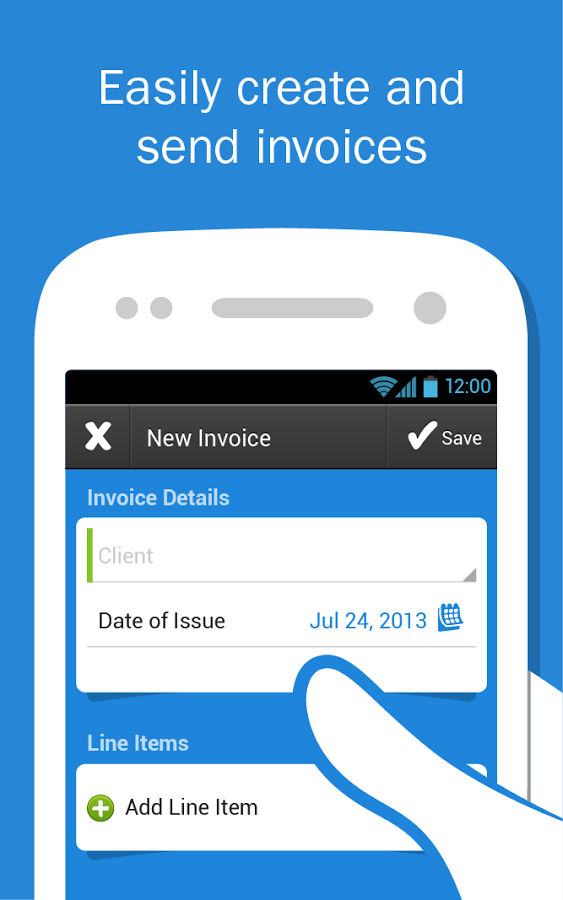 Easily create and
send invoices
12:00
New Invoice
Save
Invoice Details
Client
Date of Issue
Jul 24, 2013
Line Items
Add Line Item